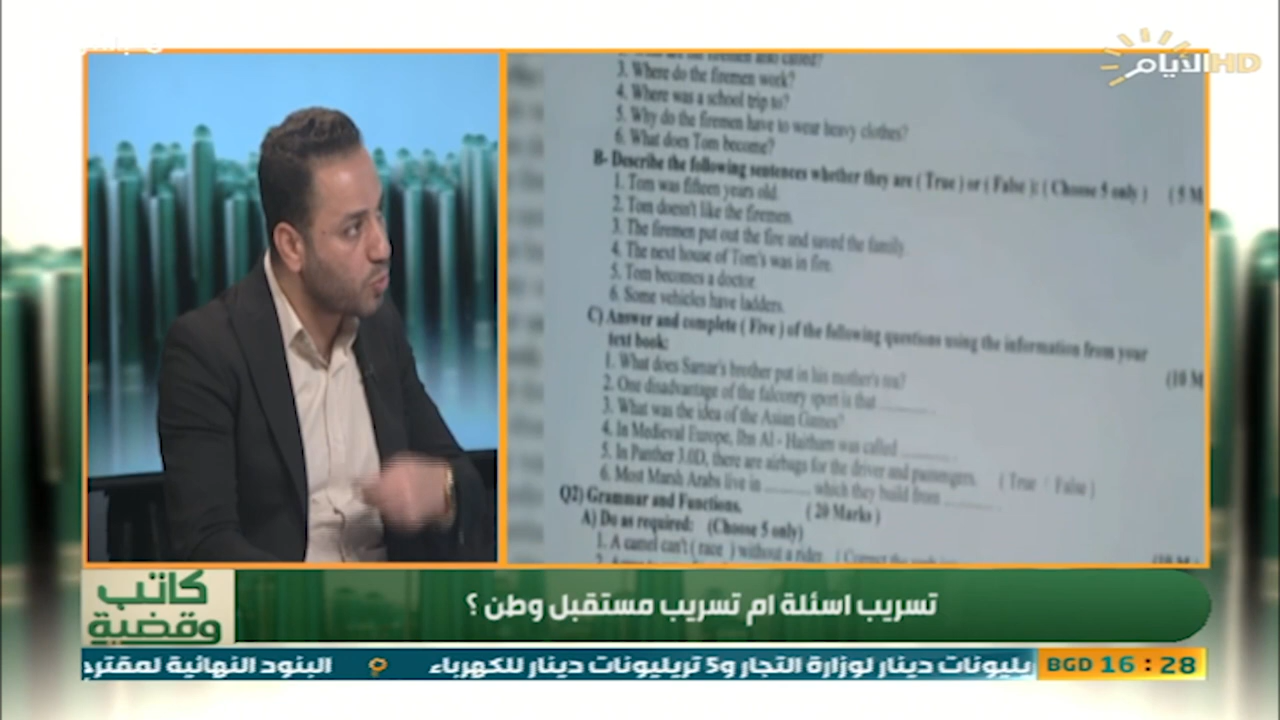 مباشر
الأيام HD
3. Where do the firemen work?
4. Where was a school trip to?
5. Why do the firemen have to wear heavy clothes?
6. What does Tom become?
B- Describe the following sentences whether they are ( True ) or ( False ): ( Choose 5 only ) ( 5 M
1. Tom was fifteen years old.
2. Tom doesn't like the firemen.
3. The firemen put out the fire and saved the family.
4. The next house of Tom's was in fire.
5. Tom becomes a doctor.
6. Some vehicles have ladders.
C) Answer and complete ( Five ) of the following questions using the information from your
text book: (10 M
1. What does Samar's brother put in his mother's tea?
2. One disadvantage of the falconry sport is that ..........
3. What was the idea of the Asian Games?
4. In Medieval Europe, Ibn Al - Haitham was called ..........
5. In Panther 3.0D, there are airbags for the driver and passengers. ( True / False )
6. Most Marsh Arabs live in .......... which they build from ..........
Q2) Grammar and Functions. ( 20 Marks )
A) Do as required: (Choose 5 only)
1. A camel can't ( race ) without a rider.
كاتب
وقضية
تسريب اسئلة ام تسريب مستقبل وطن ؟
يليونات دينار لوزارة التجار و5 تريليونات دينار للكهرباء البنود النهائية لمقترح
BGD 16 : 28